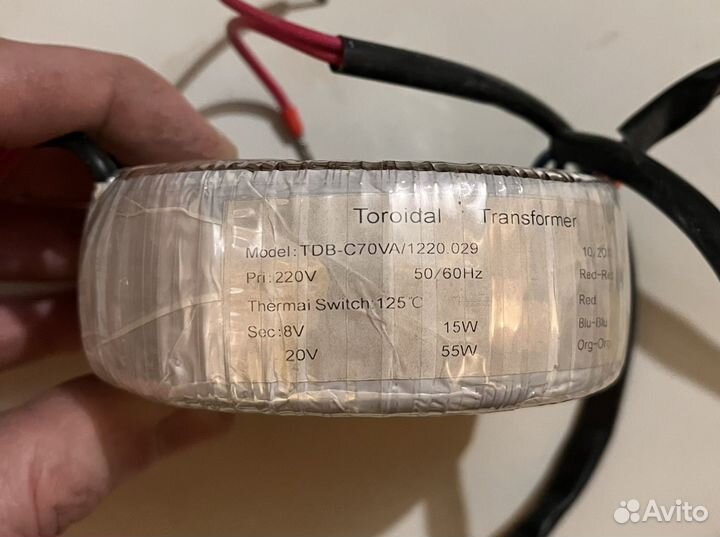 Toroidal Transformer
Model: TDB-C70VA/1220.029
Pri: 220V 50/60Hz Red-Red
Thermai Switch: 125℃ Red
Sec: 8V 15W Blu-Blu
20V 55W Org-Org
Avito